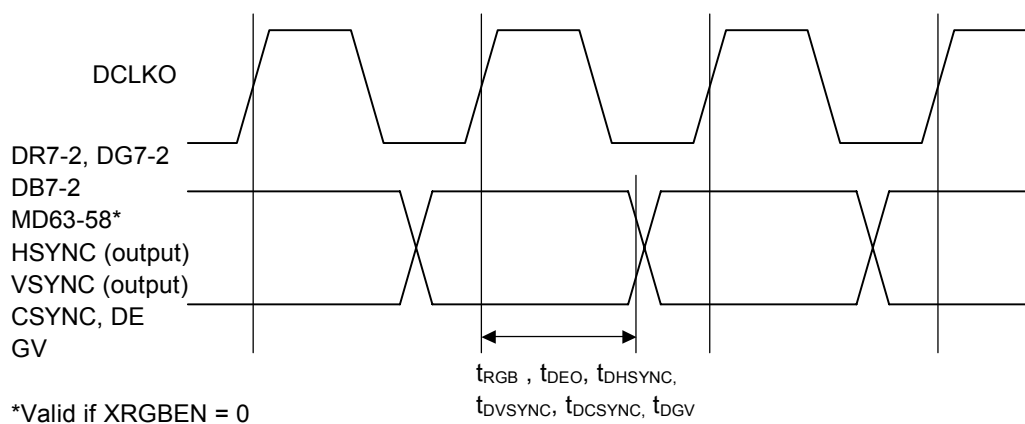 DCLKO
DR7-2, DG7-2
DB7-2
MD63-58*
HSYNC (output)
VSYNC (output)
CSYNC, DE
GV
tRGB , tDEO, tDHSYNC,
tDVSYNC, tDCSYNC, tDGV
*Valid if XRGBEN = 0